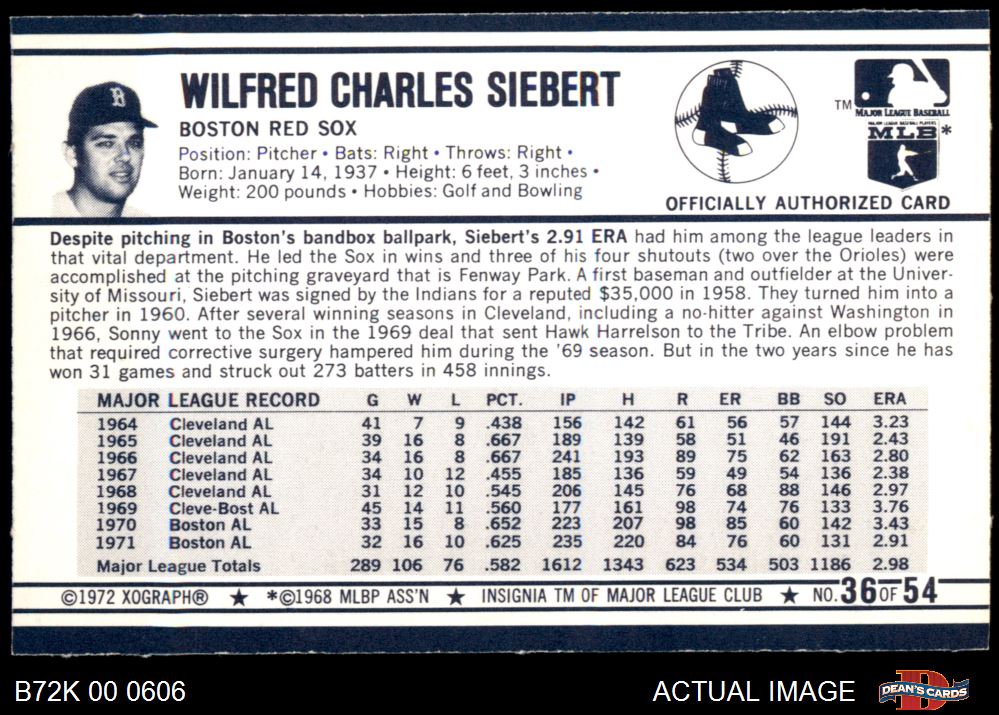 B
WILFRED CHARLES SIEBERT
BOSTON RED SOX
Position: Pitcher • Bats: Right • Throws: Right •
Born: January 14, 1937 • Height: 6 feet, 3 inches •
Weight: 200 pounds • Hobbies: Golf and Bowling
TM
MAJOR LEAGUE BASEBALL
MAJOR LEAGUE BASEBALL PLAYERS
MLB*
OFFICIALLY AUTHORIZED CARD
Despite pitching in Boston's bandbox ballpark, Siebert's 2.91 ERA had him among the league leaders in
that vital department. He led the Sox in wins and three of his four shutouts (two over the Orioles) were
accomplished at the pitching graveyard that is Fenway Park. A first baseman and outfielder at the Univer-
sity of Missouri, Siebert was signed by the Indians for a reputed $35,000 in 1958. They turned him into a
pitcher in 1960. After several winning seasons in Cleveland, including a no-hitter against Washington in
1966, Sonny went to the Sox in the 1969 deal that sent Hawk Harrelson to the Tribe. An elbow problem
that required corrective surgery hampered him during the '69 season. But in the two years since he has
won 31 games and struck out 273 batters in 458 innings.
MAJOR LEAGUE RECORD G W L PCT. IP H R ER BB SO ERA
1964 Cleveland AL 41 7 9 .438 156 142 61 56 57 144 3.23
1965 Cleveland AL 39 16 8 .667 189 139 58 51 46 191 2.43
1966 Cleveland AL 34 16 8 .667 241 193 89 75 62 163 2.80
1967 Cleveland AL 34 10 12 .455 185 136 59 49 54 136 2.38
1968 Cleveland AL 31 12 10 .545 206 145 76 68 88 146 2.97
1969 Cleve-Bost AL 45 14 11 .560 177 161 98 74 76 133 3.76
1970 Boston AL 33 15 8 .652 223 207 98 85 60 142 3.43
1971 Boston AL 32 16 10 .625 235 220 84 76 60 131 2.91
Major League Totals 289 106 76 .582 1612 1343 623 534 503 1186 2.98
©1972 XOGRAPH® ★ *©1968 MLBP ASS'N ★ INSIGNIA TM OF MAJOR LEAGUE CLUB ★ NO. 36 OF 54
B72K 00 0606
ACTUAL IMAGE
DEAN'S CARDS